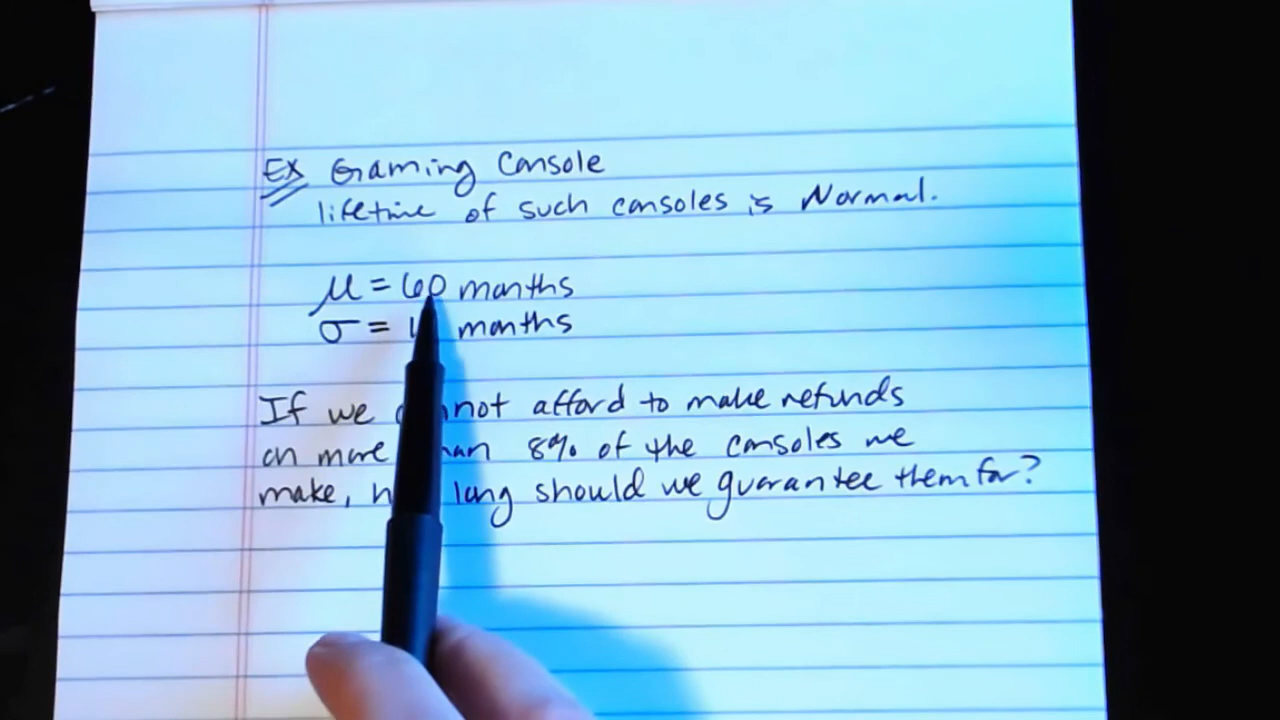 EX Gaming Console
lifetime of such consoles is Normal.
μ = 60 months
σ = months
If we not afford to make refunds
on more 8% of the consoles we
make, long should we guarantee them for?